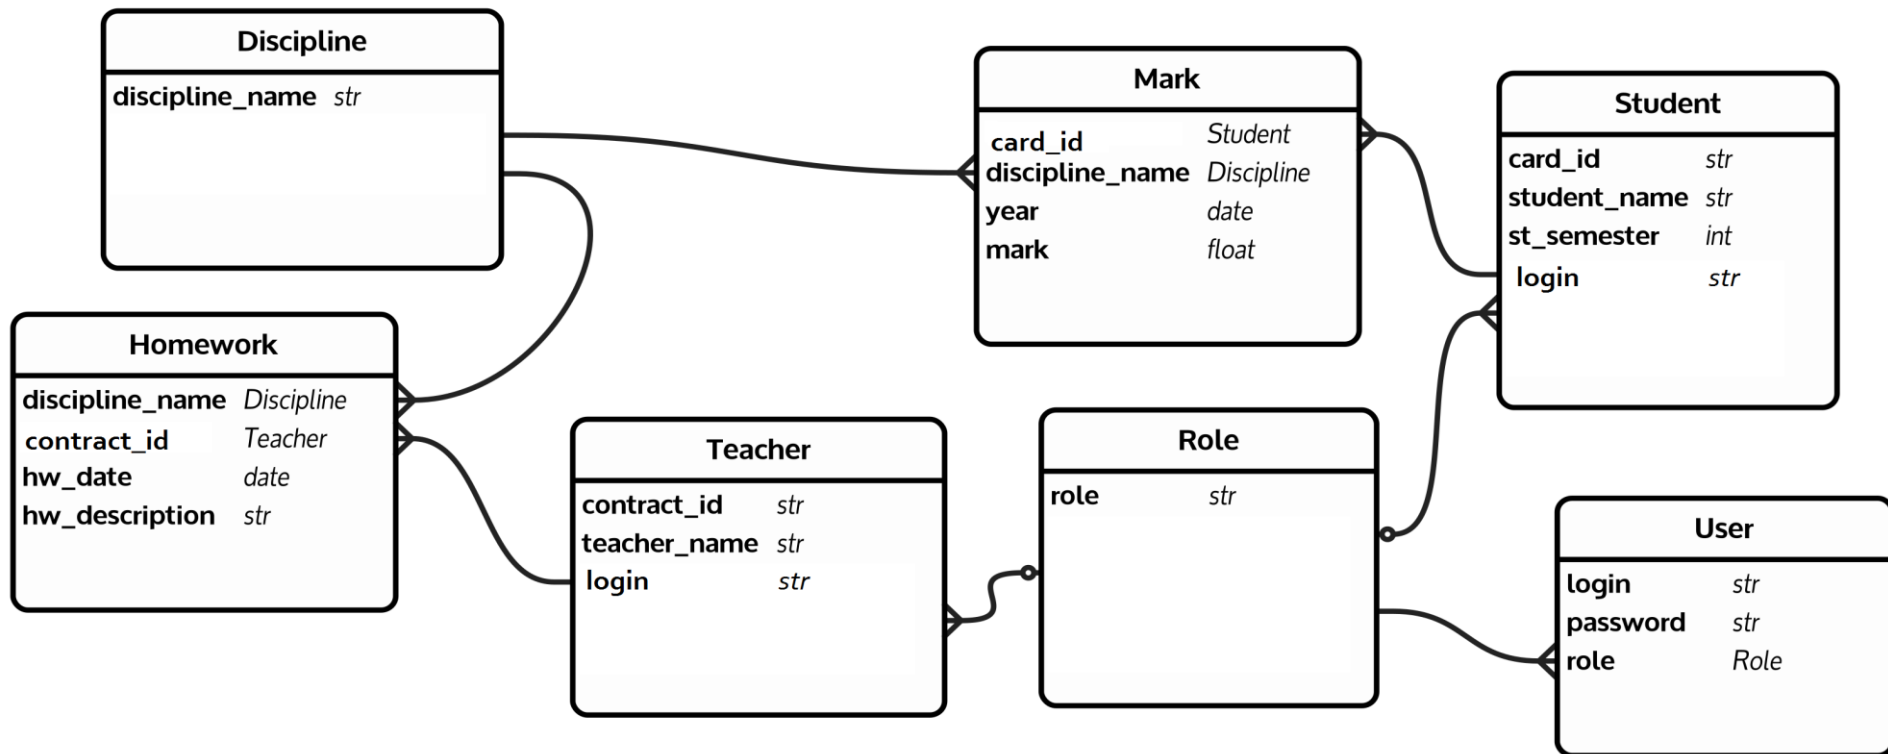 Discipline
discipline_name str
Mark
card_id Student
discipline_name Discipline
year date
mark float
Student
card_id str
student_name str
st_semester int
login str
Homework
discipline_name Discipline
contract_id Teacher
hw_date date
hw_description str
Teacher
contract_id str
teacher_name str
login str
Role
role str
User
login str
password str
role Role